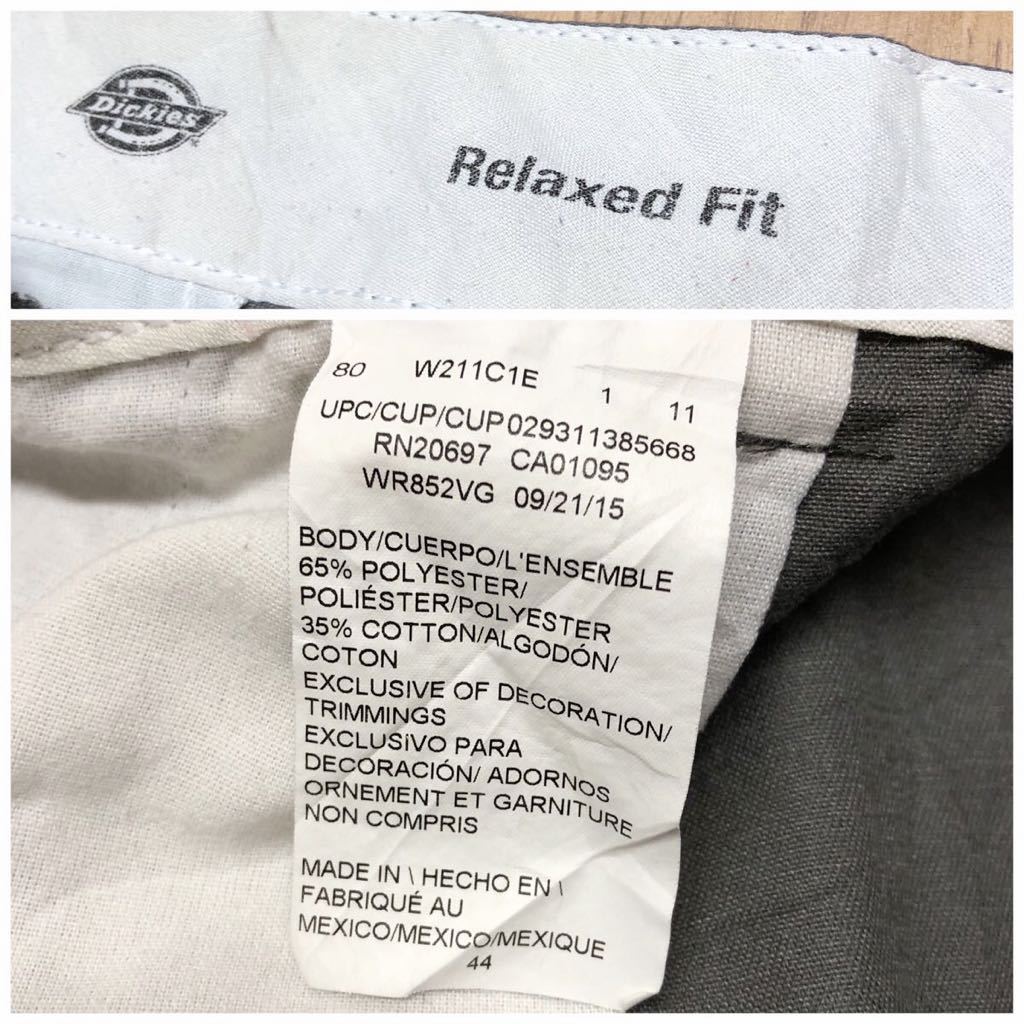 Dickies
Relaxed Fit
80 W211C1E 1 11
UPC/CUP/CUP029311385668
RN20697 CA01095
WR852VG 09/21/15
BODY/CUERPO/L'ENSEMBLE
65% POLYESTER/
POLIÉSTER/POLYESTER
35% COTTON/ALGODÓN/
COTON
EXCLUSIVE OF DECORATION/
TRIMMINGS
EXCLUSiVO PARA
DECORACIÓN/ ADORNOS
ORNEMENT ET GARNITURE
NON COMPRIS
MADE IN \ HECHO EN \
FABRIQUÉ AU
MEXICO/MEXICO/MEXIQUE
44